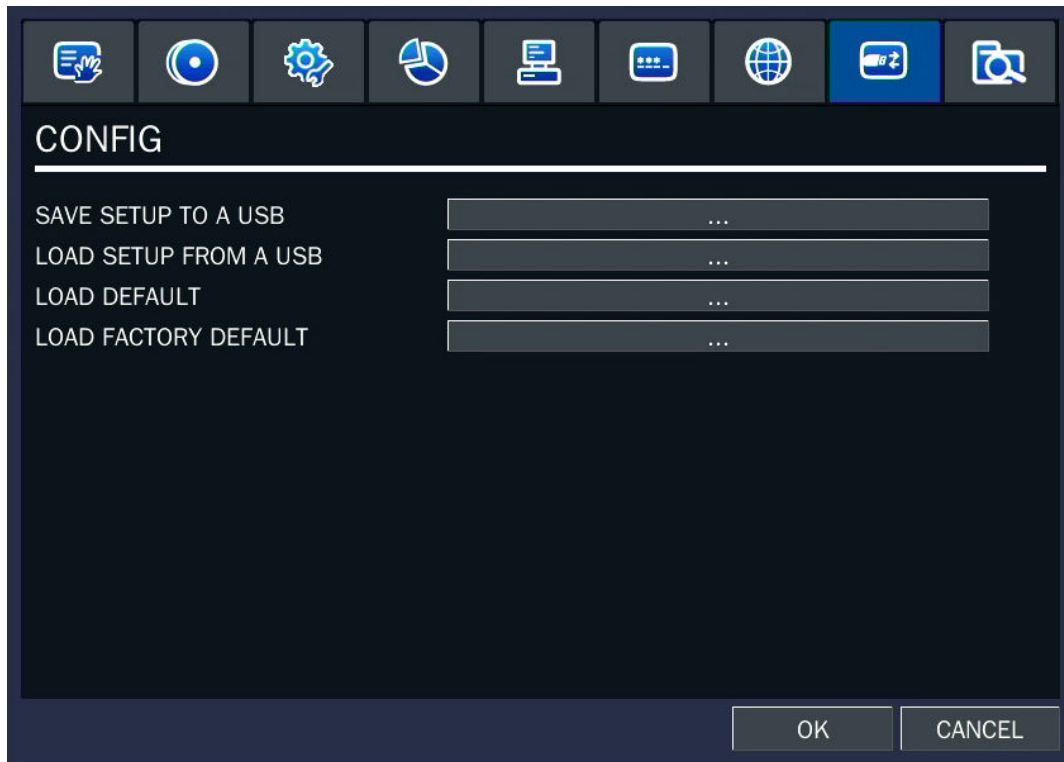 ***_
CONFIG
SAVE SETUP TO A USB ...
LOAD SETUP FROM A USB ...
LOAD DEFAULT ...
LOAD FACTORY DEFAULT ...
OK CANCEL